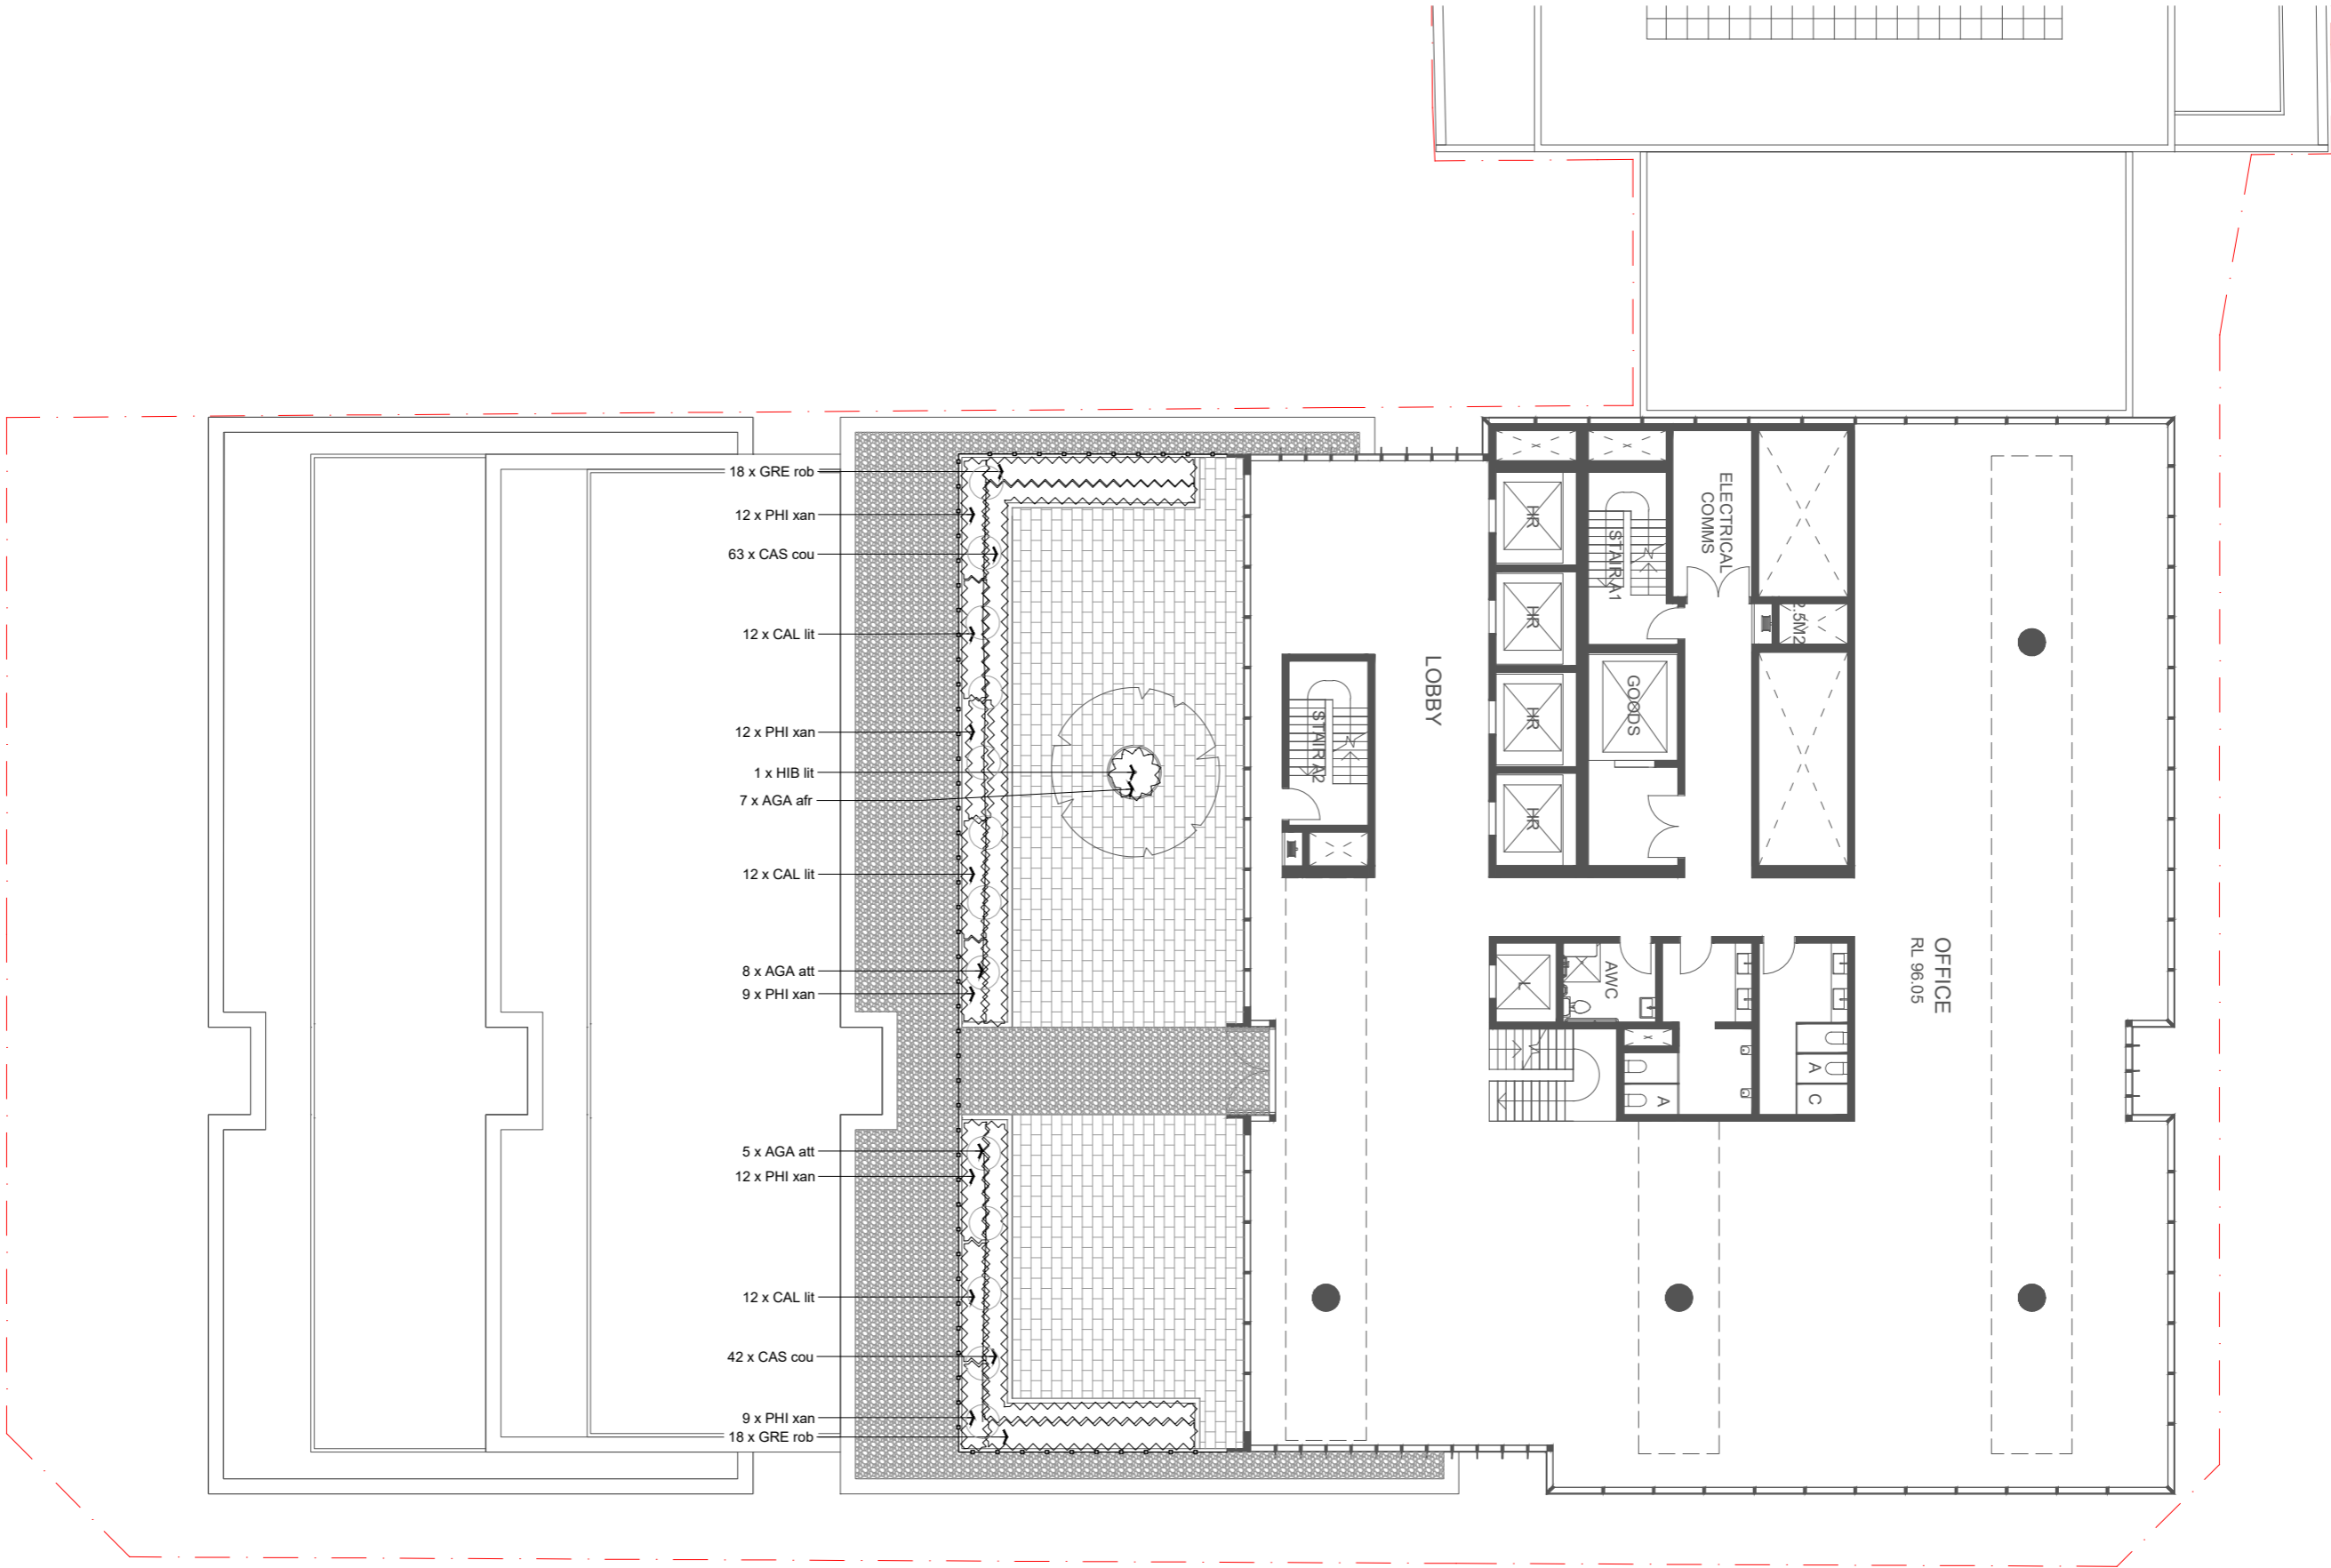 18 x GRE rob
12 x PHI xan
63 x CAS cou
12 x CAL lit
12 x PHI xan
1 x HIB lit
7 x AGA afr
12 x CAL lit
8 x AGA att
9 x PHI xan
5 x AGA att
12 x PHI xan
12 x CAL lit
42 x CAS cou
9 x PHI xan
18 x GRE rob
LOBBY
STAIR A2
HR
HR
HR
HR
STAIR A1
GOODS
ELECTRICAL
COMMS
2.5M2
L
AWC
A
A
C
OFFICE
RL 96.05